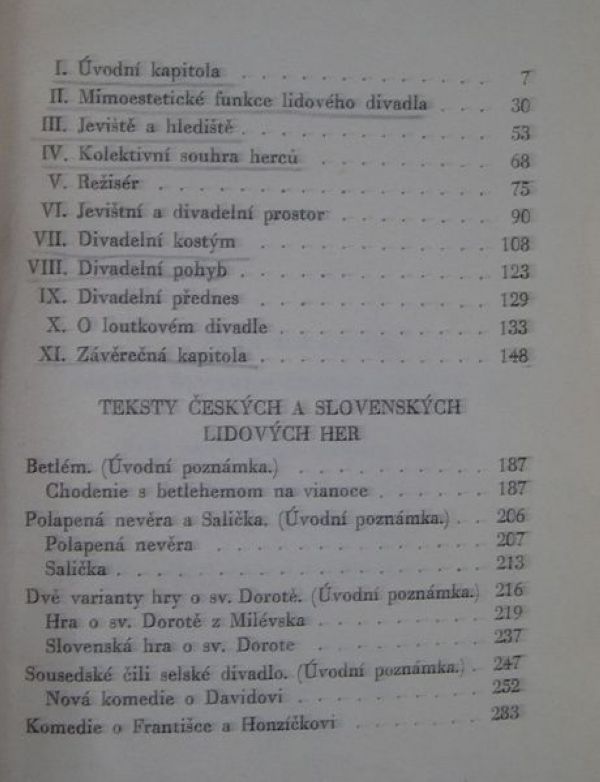 I. Úvodní kapitola . . . . . . . . . . . . 7
II. Mimoestetické funkce lidového divadla . . . 30
III. Jeviště a hlediště . . . . . . . . . . . . 53
IV. Kolektivní souhra herců . . . . . . . . . 68
V. Režisér . . . . . . . . . . . . . . . 75
VI. Jevištní a divadelní prostor . . . . . . . . 90
VII. Divadelní kostým . . . . . . . . . . . 108
VIII. Divadelní pohyb . . . . . . . . . . . . 123
IX. Divadelní přednes . . . . . . . . . . . 129
X. O loutkovém divadle . . . . . . . . . . 133
XI. Závěrečná kapitola . . . . . . . . . . . 148
TEKSTY ČESKÝCH A SLOVENSKÝCH
LIDOVÝCH HER
Betlém. (Úvodní poznámka.) . . . . . . . . . 187
Chodenie s betlehemom na vianoce . . . . . . 187
Polapená nevěra a Salička. (Úvodní poznámka.) . . 206
Polapená nevěra . . . . . . . . . . . . 207
Salička . . . . . . . . . . . . . . . . 213
Dvě varianty hry o sv. Dorotě. (Úvodní poznámka.) 216
Hra o sv. Dorotě z Milévska . . . . . . . . 219
Slovenská hra o sv. Dorote . . . . . . . . . 237
Sousedské čili selské divadlo. (Úvodní poznámka.) . 247
Nová komedie o Davidovi . . . . . . . . . 252
Komedie o Františce a Honzíčkovi . . . . . . . 283